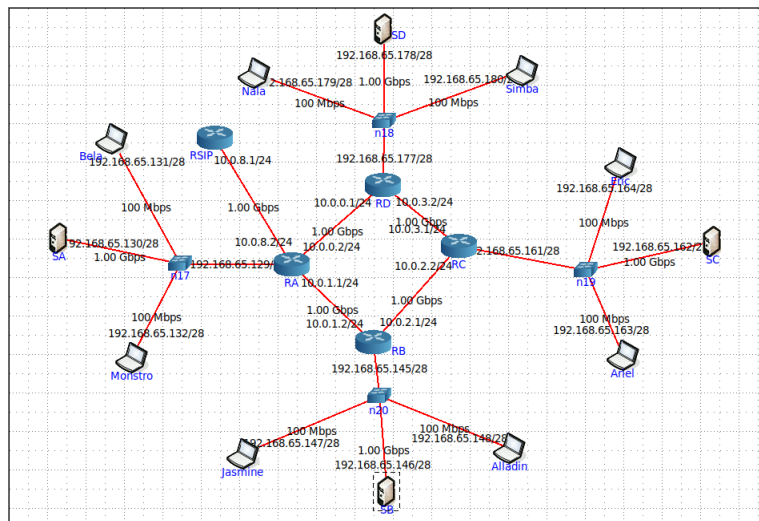 SD
192.168.65.178/28
2.168.65.179/28
1.00 Gbps
192.168.65.180/
Nala
Simba
100 Mbps
100 Mbps
n18
Bela
192.168.65.131/28
RSIP
10.0.8.1/24
192.168.65.177/28
Eric
192.168.65.164/28
RD
10.0.0.1/24
10.0.3.2/24
100 Mbps
1.00 Gbps
100 Mbps
1.00 Gbps
1.00 Gbps
10.0.3.1/24
SA
92.168.65.130/28
1.00 Gbps
10.0.8.2/24
10.0.0.2/24
RC
2.168.65.161/28
192.168.65.162/2
SC
1.00 Gbps
n17
192.168.65.129/
RA
10.0.1.1/24
10.0.2.2/24
n19
1.00 Gbps
1.00 Gbps
100 Mbps
10.0.1.2/24
10.0.2.1/24
100 Mbps
192.168.65.132/28
192.168.65.163/28
RB
Monstro
Ariel
192.168.65.145/28
n20
100 Mbps
100 Mbps
192.168.65.147/28
192.168.65.148/28
1.00 Gbps
Jasmine
192.168.65.146/28
Alladin
SB